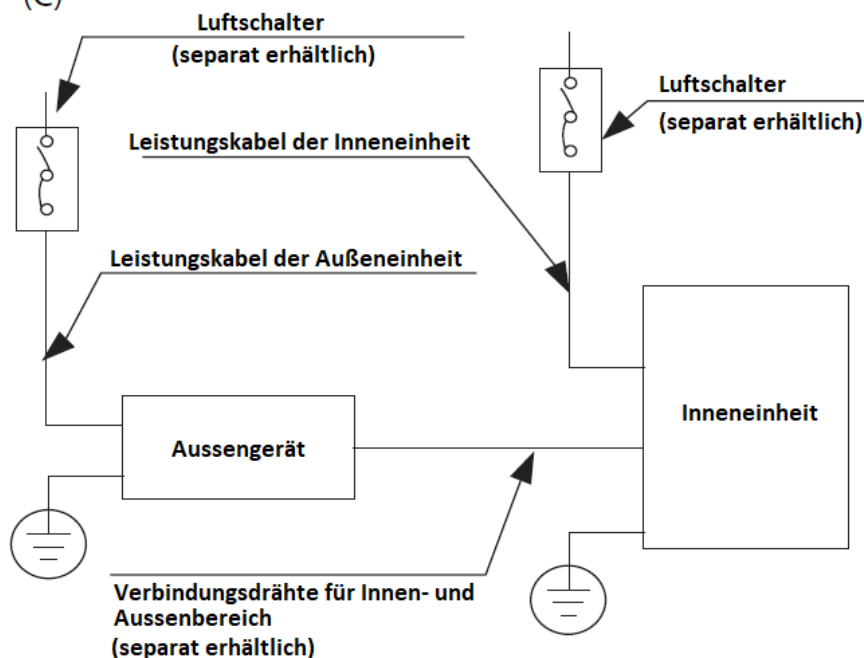 (C)
Luftschalter
(separat erhältlich)
Luftschalter
(separat erhältlich)
Leistungskabel der Inneneinheit
Leistungskabel der Außeneinheit
Inneneinheit
Aussengerät
Verbindungsdrähte für Innen- und
Aussenbereich
(separat erhältlich)